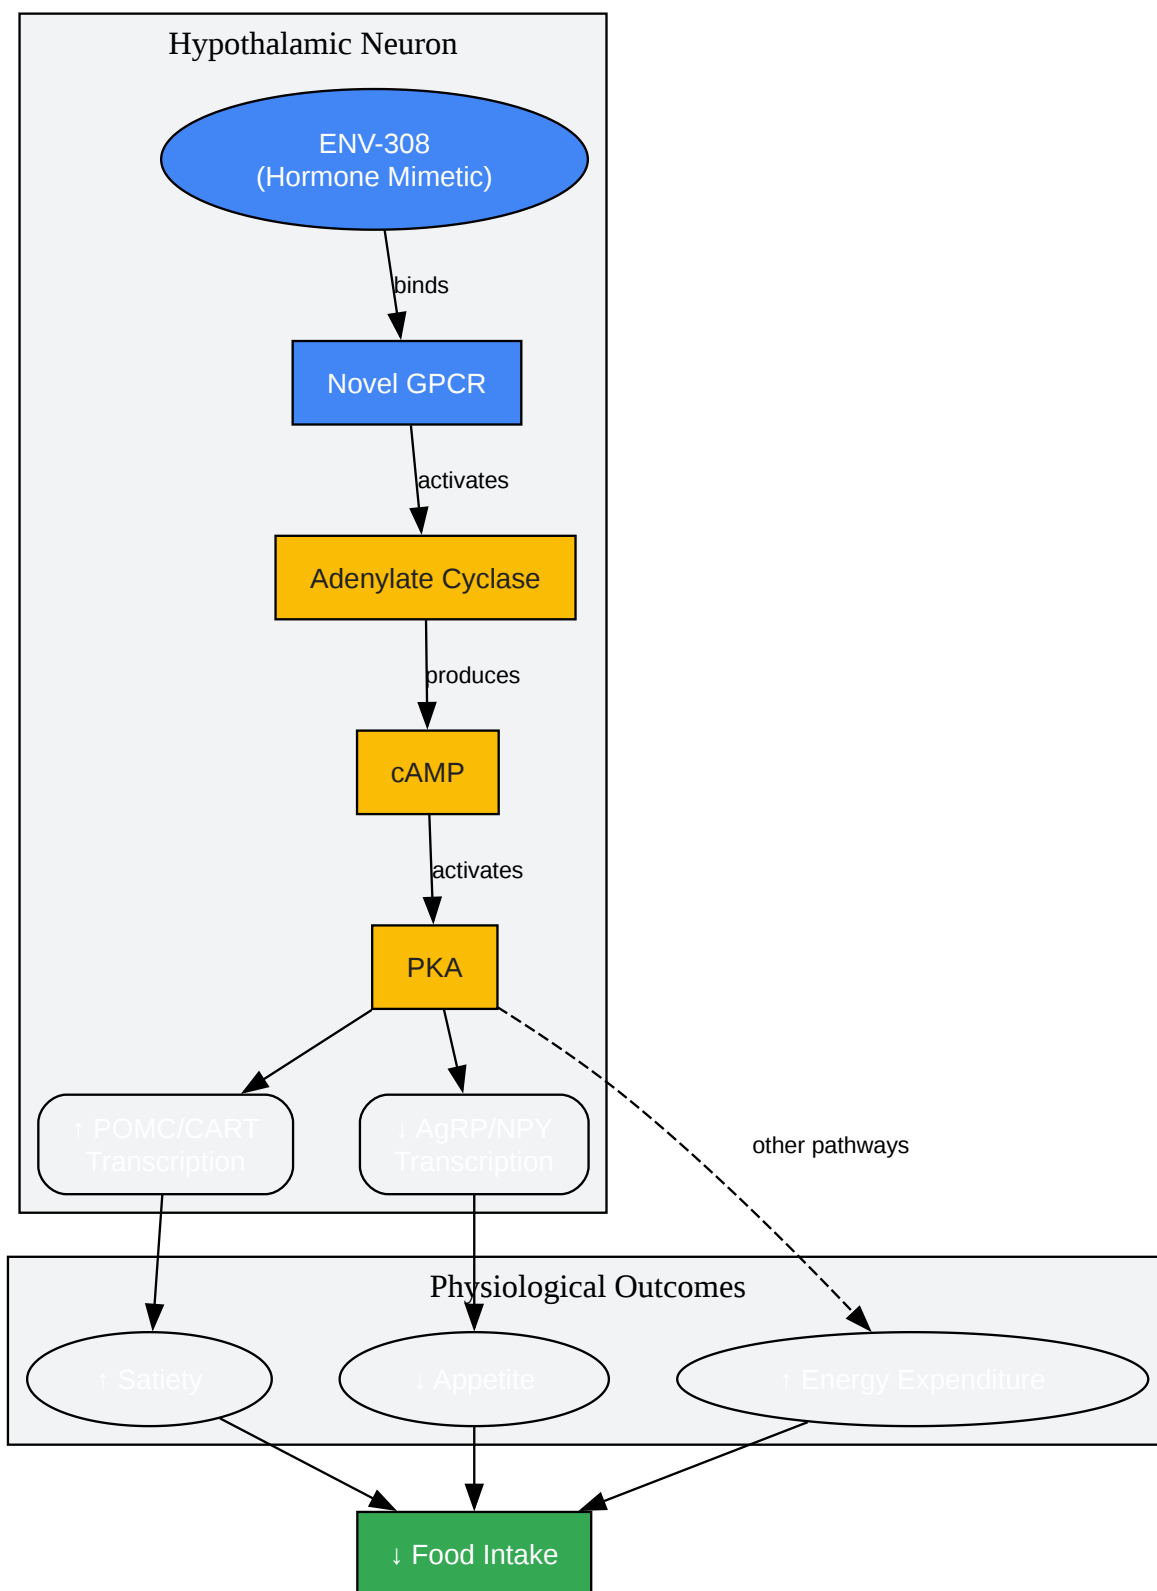 Hypothalamic Neuron
ENV-308
(Hormone Mimetic)
binds
Novel GPCR
activates
Adenylate Cyclase
produces
cAMP
activates
PKA
↑ POMC/CART
Transcription
↓ AgRP/NPY
Transcription
other pathways
Physiological Outcomes
↑ Satiety
↓ Appetite
↑ Energy Expenditure
↓ Food Intake